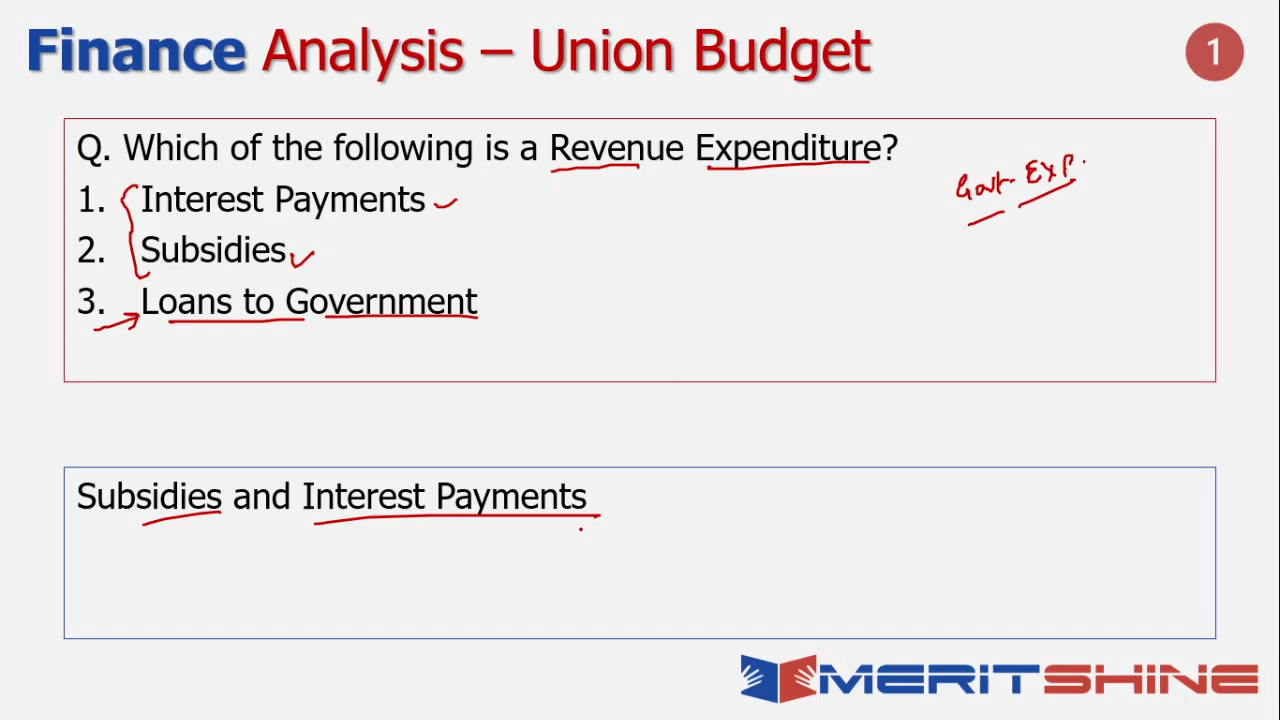 Finance Analysis – Union Budget
1
Q. Which of the following is a Revenue Expenditure?
Govt. Exp.
1. Interest Payments
2. Subsidies
3. Loans to Government
Subsidies and Interest Payments
MERITSHINE